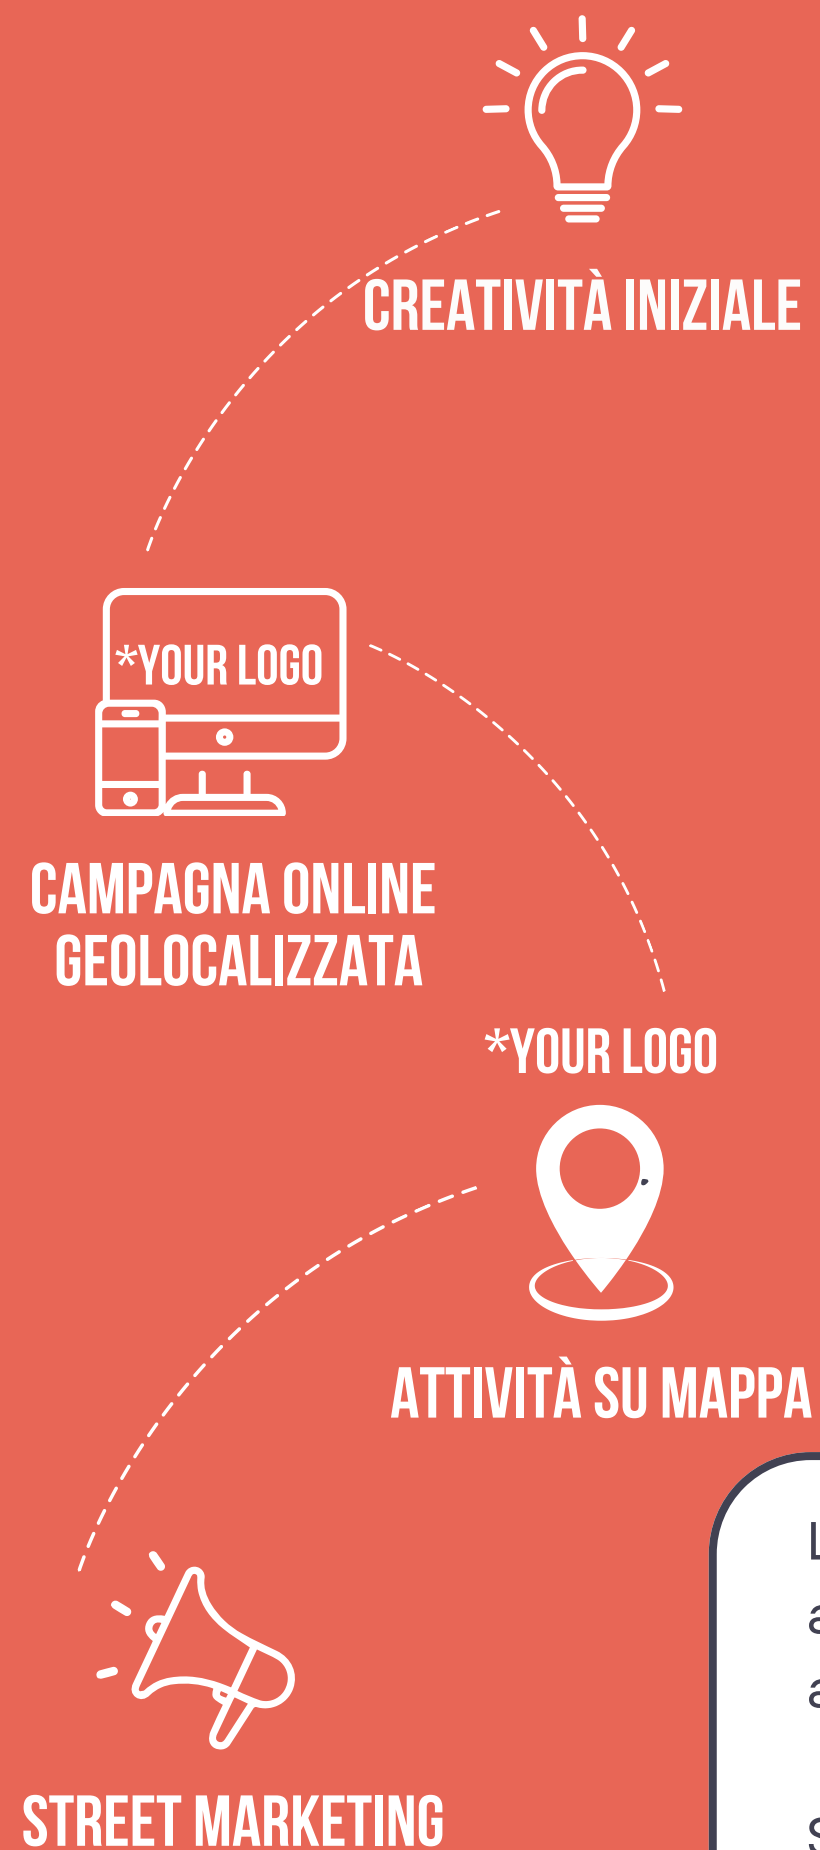 CREATIVITÀ INIZIALE
*YOUR LOGO
CAMPAGNA ONLINE
GEOLOCALIZZATA
*YOUR LOGO
ATTIVITÀ SU MAPPA
STREET MARKETING